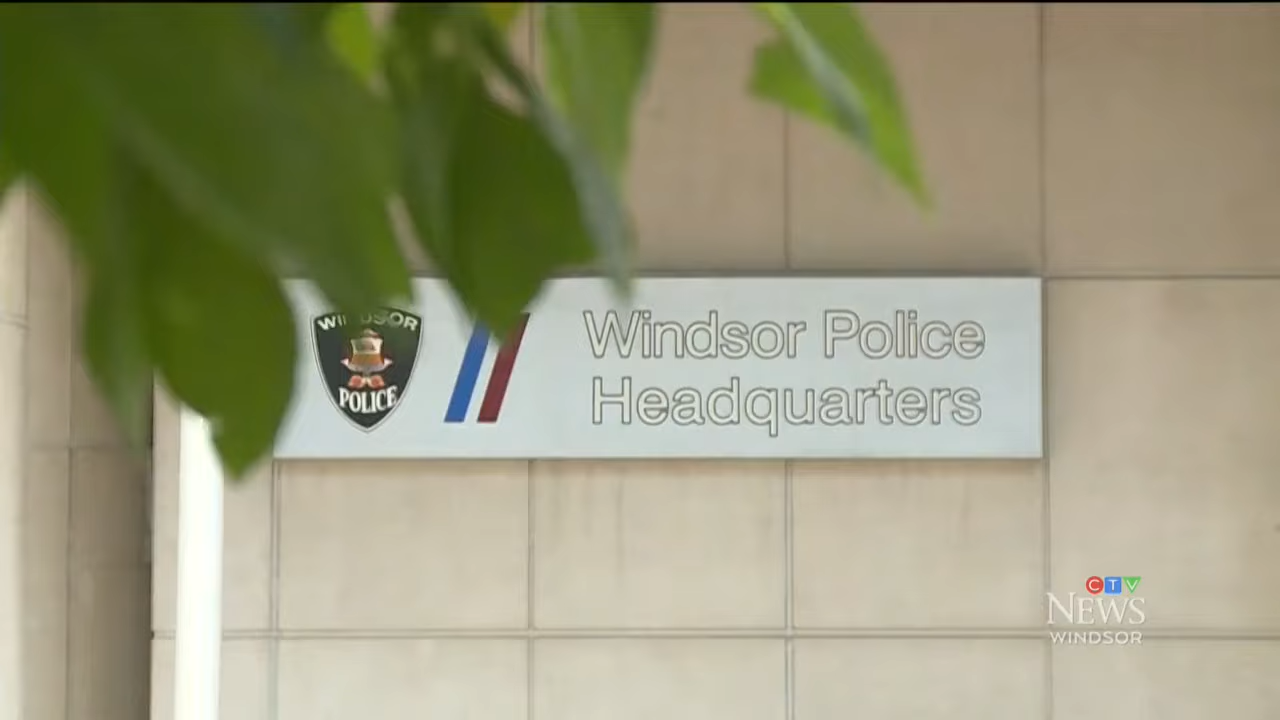 WINDSOR
POLICE
Windsor Police
Headquarters
CTV
NEWS
WINDSOR